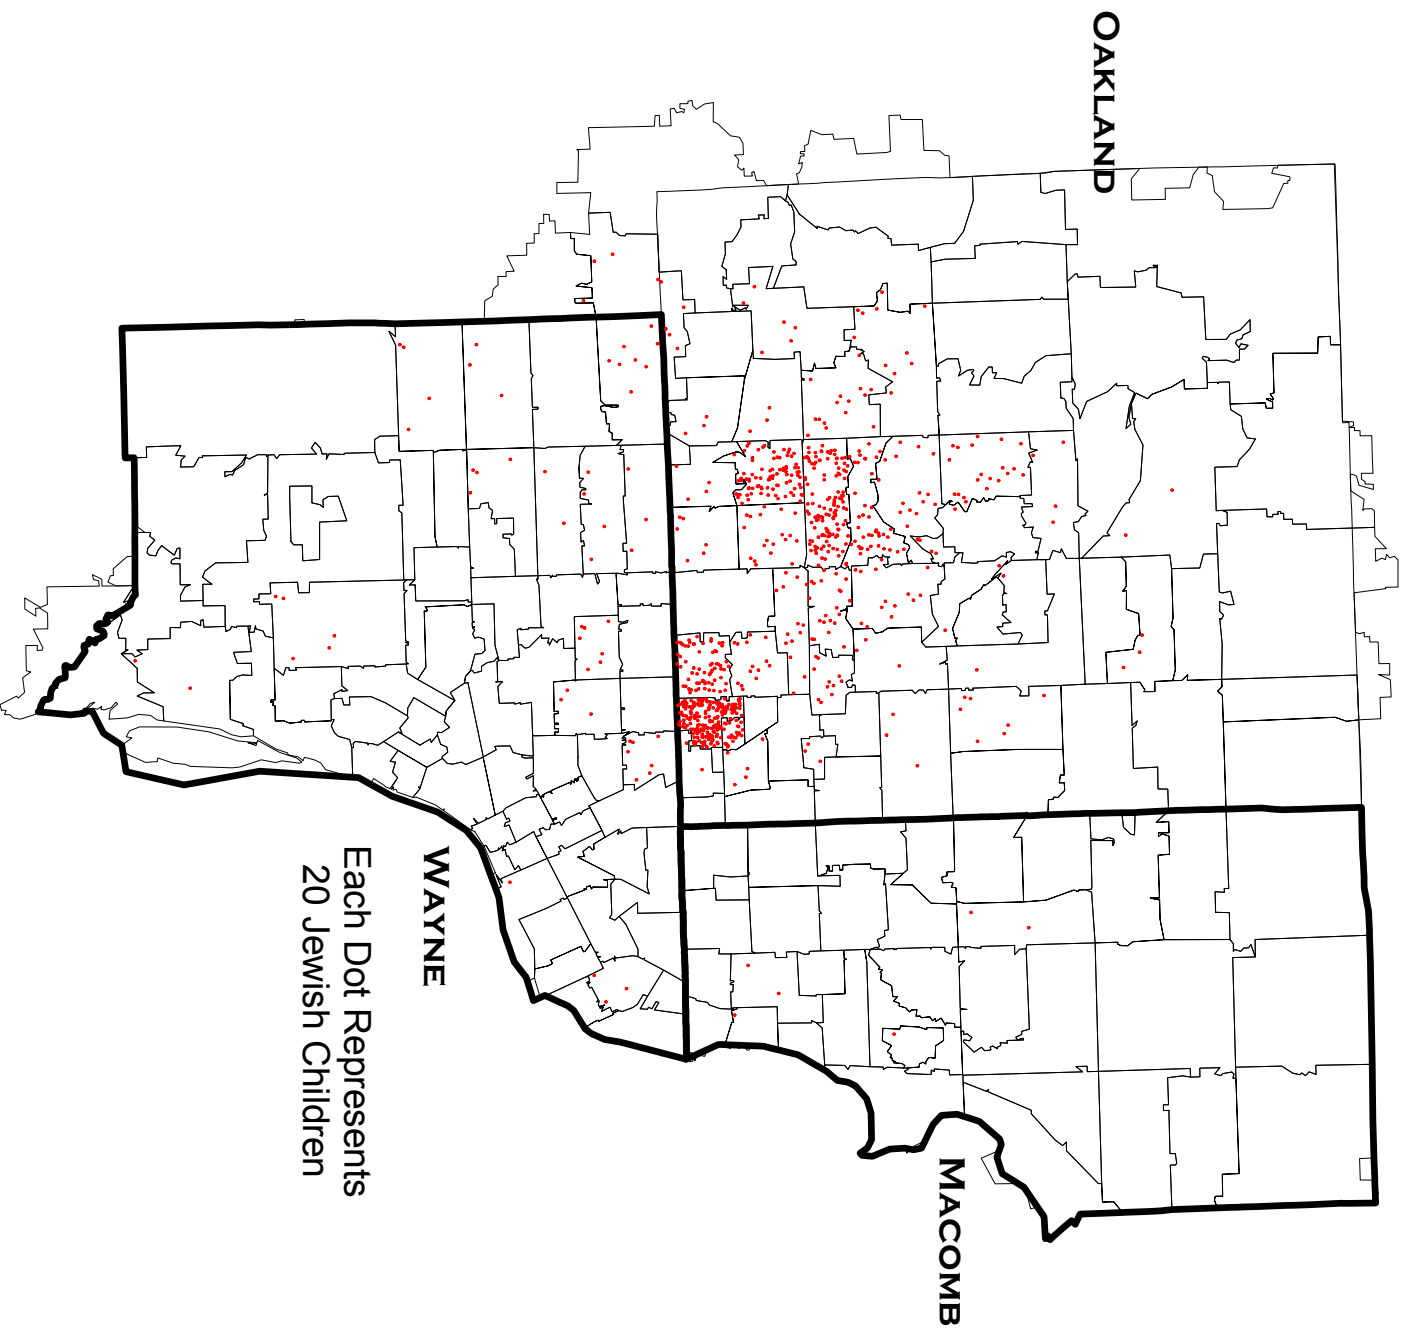 OAKLAND
MACOMB
WAYNE
Each Dot Represents
20 Jewish Children